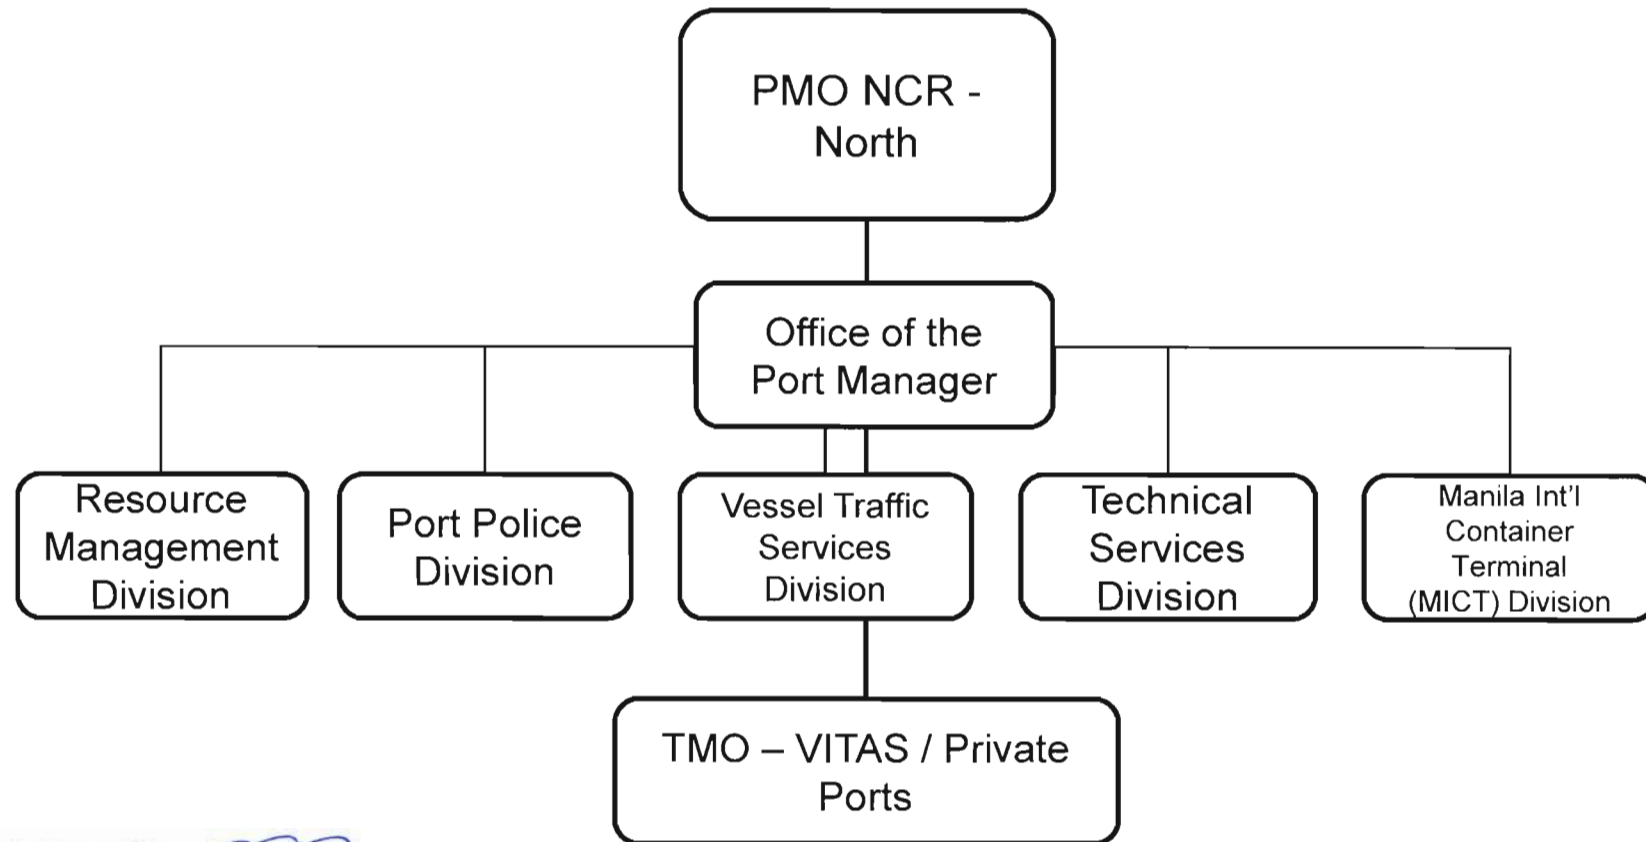 PMO NCR -
North
Office of the
Port Manager
Resource
Management
Division
Port Police
Division
Vessel Traffic
Services
Division
Technical
Services
Division
Manila Int'l
Container
Terminal
(MICT) Division
TMO – VITAS / Private
Ports